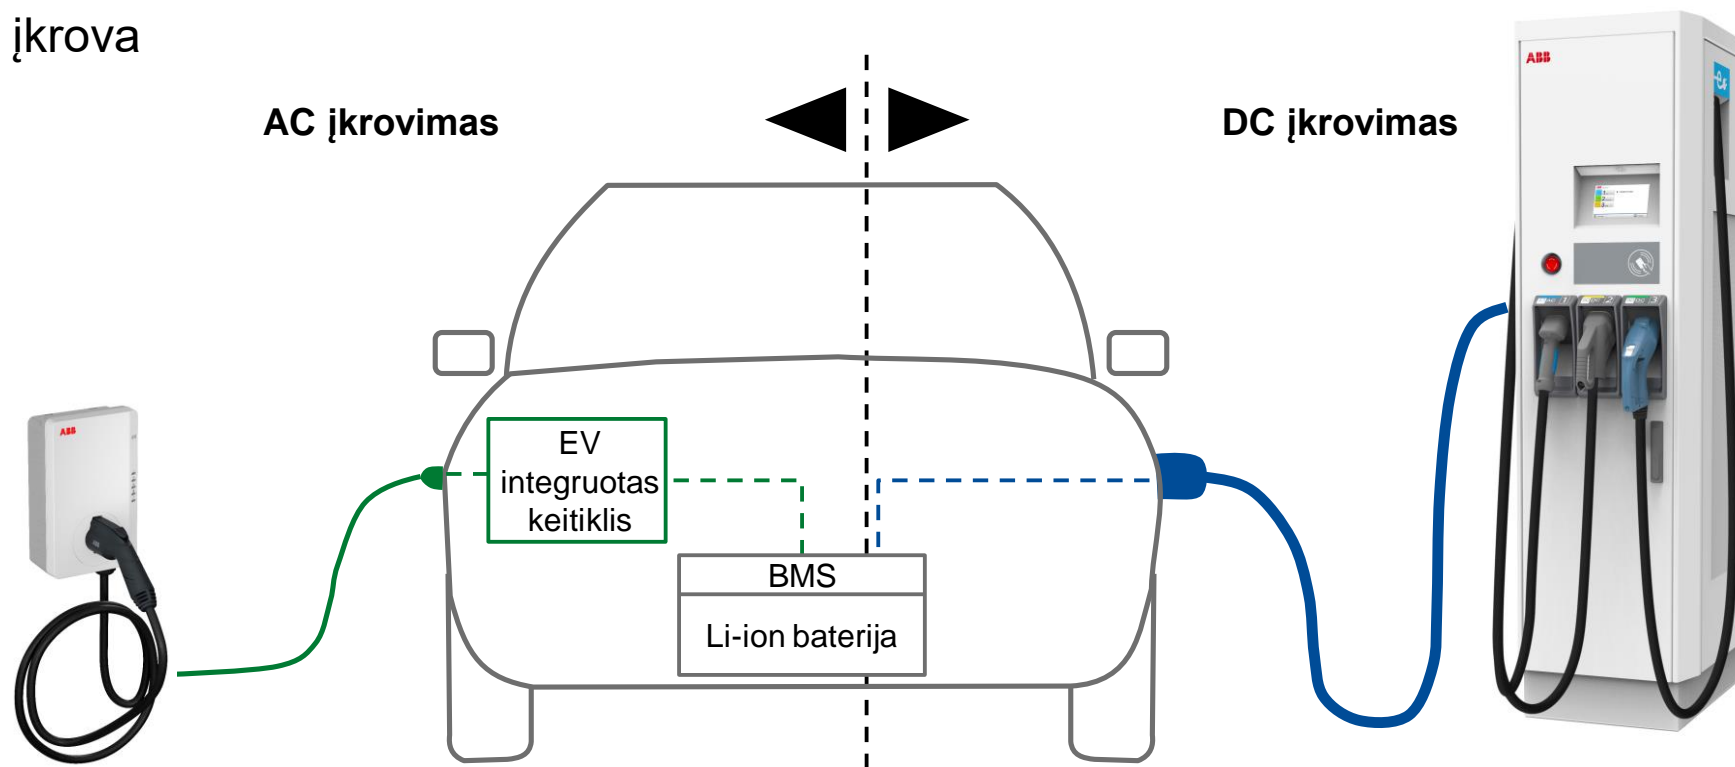 įkrova
AC įkrovimas
DC įkrovimas
ABB
ABB
EV
integruotas
keitiklis
BMS
Li-ion baterija